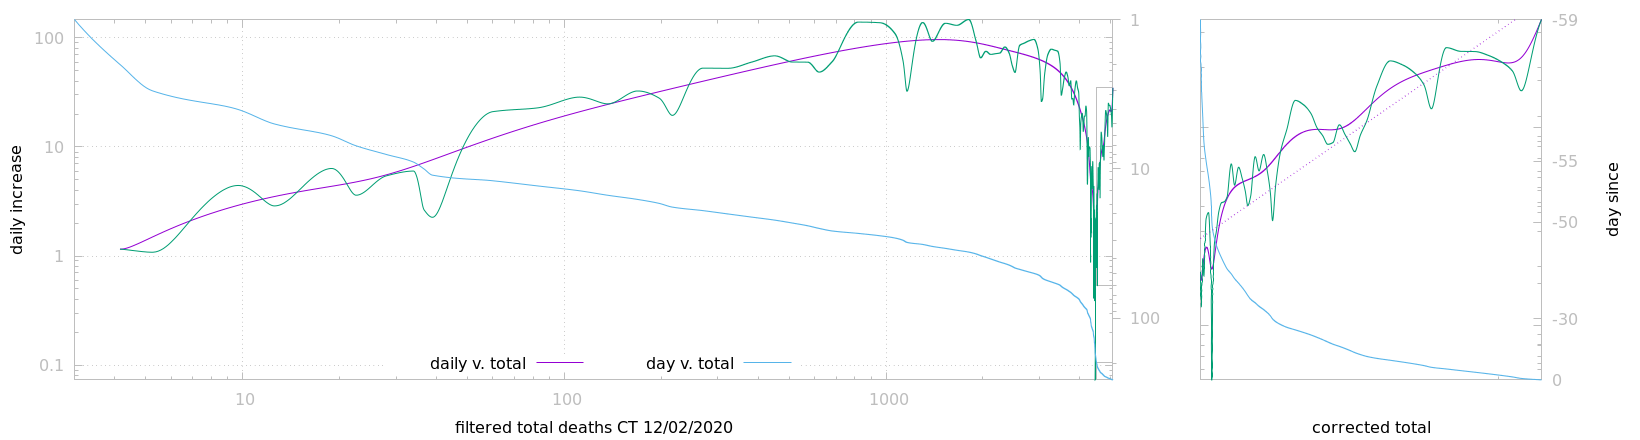 daily increase
100
10
1
0.1
daily v. total
day v. total
10
100
1000
filtered total deaths CT 12/02/2020
1
10
100
-59
-55
-50
-30
0
day since
corrected total